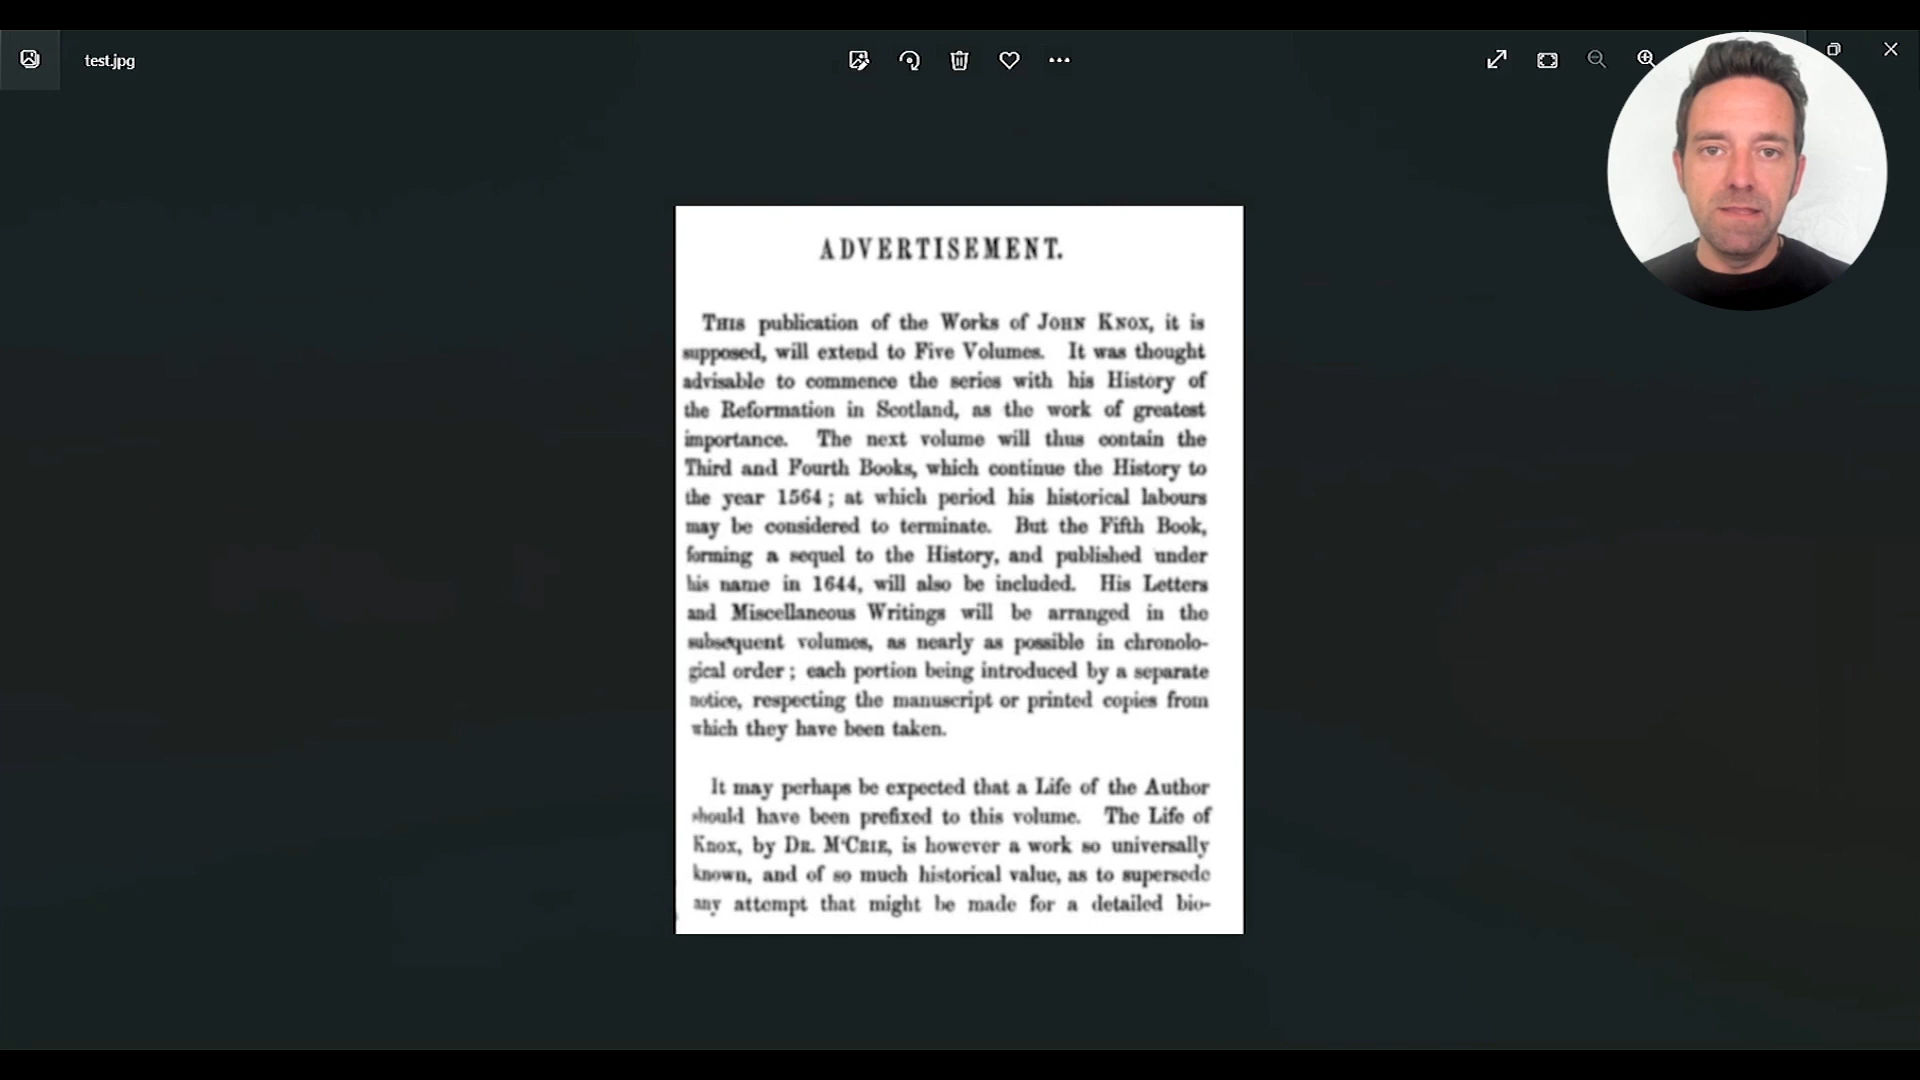 test.jpg
ADVERTISEMENT.
THIS publication of the Works of JOHN KNOX, it is
supposed, will extend to Five Volumes. It was thought
advisable to commence the series with his History of
the Reformation in Scotland, as the work of greatest
importance. The next volume will thus contain the
Third and Fourth Books, which continue the History to
the year 1564 ; at which period his historical labours
may be considered to terminate. But the Fifth Book,
forming a sequel to the History, and published under
his name in 1644, will also be included. His Letters
and Miscellaneous Writings will be arranged in the
subsequent volumes, as nearly as possible in chronolo-
gical order ; each portion being introduced by a separate
notice, respecting the manuscript or printed copies from
which they have been taken.
It may perhaps be expected that a Life of the Author
should have been prefixed to this volume. The Life of
Knox, by DR. M‘CRIE, is however a work so universally
known, and of so much historical value, as to supersede
any attempt that might be made for a detailed bio-